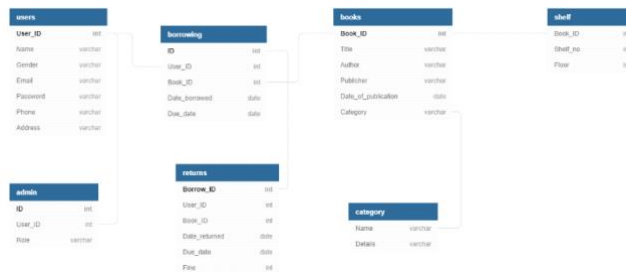 users
User_ID int
Name varchar
Gender varchar
Email varchar
Password varchar
Phone varchar
Address varchar
borrowing
ID int
User_ID int
Book_ID int
Date_borrowed date
Due_date date
books
Book_ID int
Title varchar
Author varchar
Publisher varchar
Date_of_publication date
Category varchar
shelf
Book_ID
Shelf_no
Floor
admin
ID int
User_ID int
Role varchar
returns
Borrow_ID int
User_ID int
Book_ID int
Date_returned date
Due_date date
Fine int
category
Name varchar
Details varchar